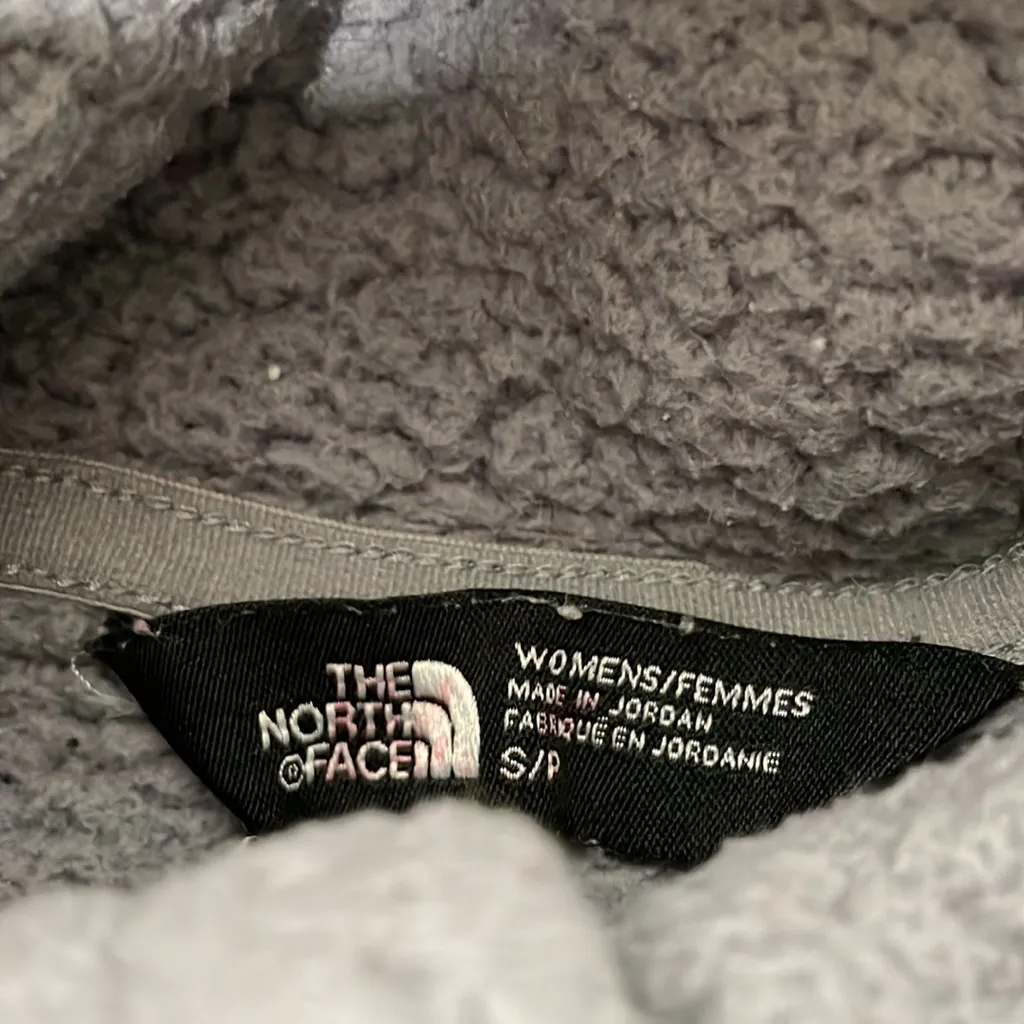 THE
NORTH
®FACE
WOMENS/FEMMES
MADE IN JORDAN
FABRIQUÉ EN JORDANIE
S/P